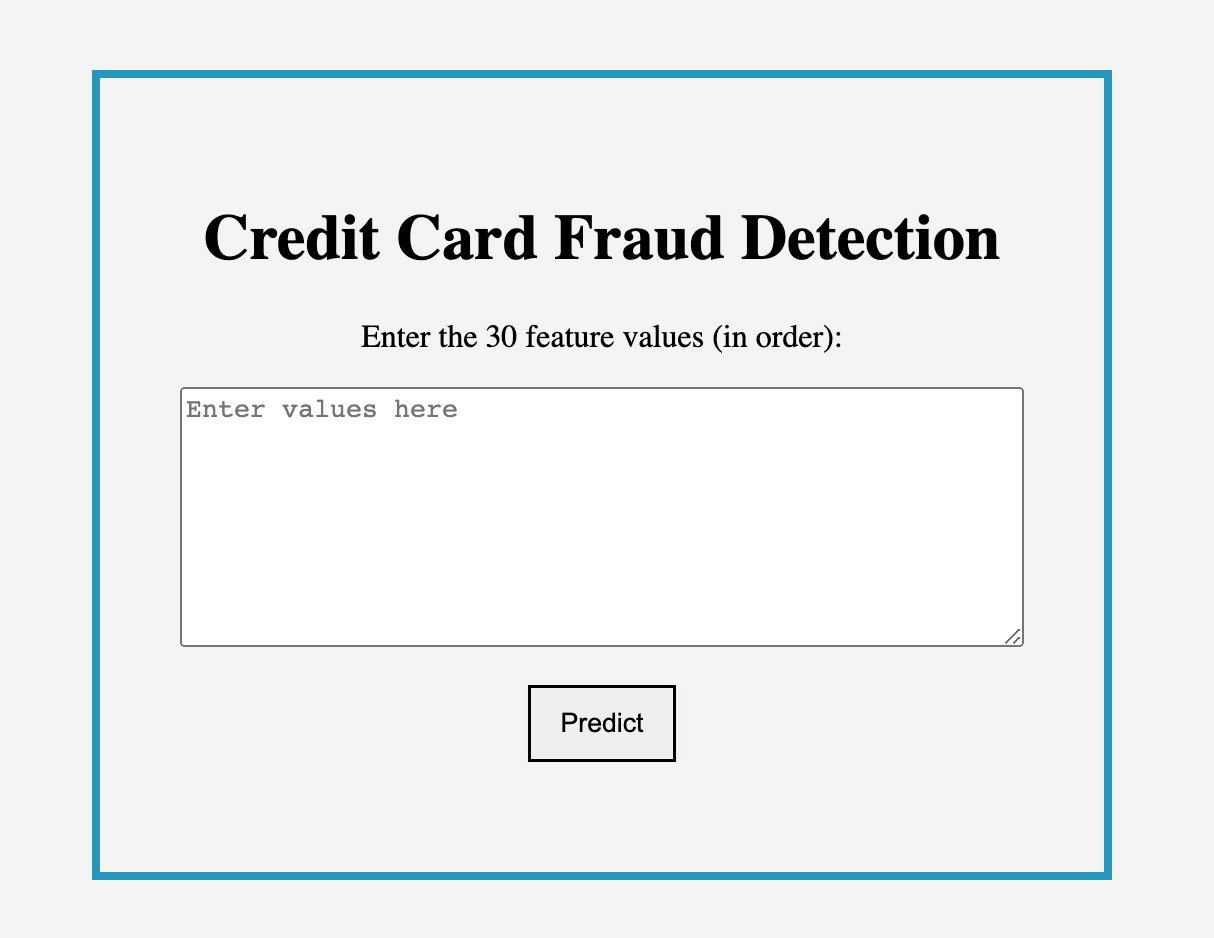 Credit Card Fraud Detection
Enter the 30 feature values (in order):
Enter values here
Predict